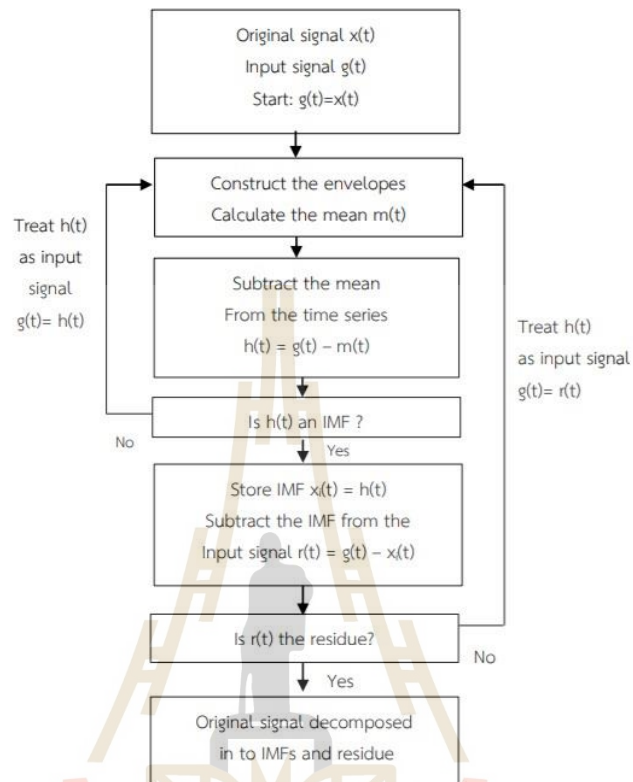 Original signal x(t)
Input signal g(t)
Start: g(t)=x(t)
Construct the envelopes
Calculate the mean m(t)
Treat h(t)
as input
signal
g(t)= h(t)
Subtract the mean
From the time series
h(t) = g(t) – m(t)
Treat h(t)
as input signal
g(t)= r(t)
Is h(t) an IMF ?
No
Yes
Store IMF xᵢ(t) = h(t)
Subtract the IMF from the
Input signal r(t) = g(t) – xᵢ(t)
Is r(t) the residue?
No
Yes
Original signal decomposed
in to IMFs and residue